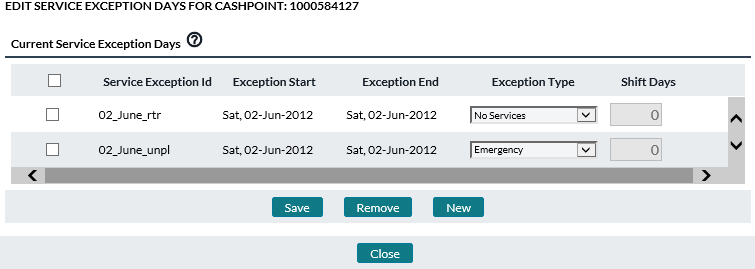 EDIT SERVICE EXCEPTION DAYS FOR CASHPOINT: 1000584127
Current Service Exception Days ?
Service Exception Id Exception Start Exception End Exception Type Shift Days
02_June_rtr Sat, 02-Jun-2012 Sat, 02-Jun-2012 No Services 0
02_June_unpl Sat, 02-Jun-2012 Sat, 02-Jun-2012 Emergency 0
Save Remove New
Close